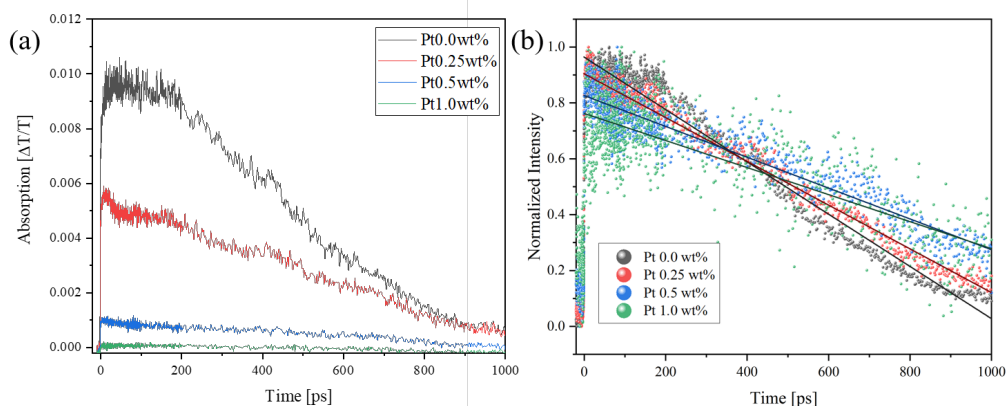 (a)
0.012
0.010
0.008
0.006
0.004
0.002
0.000
Absorption [ΔT/T]
0
200
400
600
800
1000
Time [ps]
Pt0.0wt%
Pt0.25wt%
Pt0.5wt%
Pt1.0wt%
(b)
1.0
0.8
0.6
0.4
0.2
0.0
Normalized Intensity
0
200
400
600
800
1000
Time [ps]
Pt 0.0 wt%
Pt 0.25 wt%
Pt 0.5 wt%
Pt 1.0 wt%